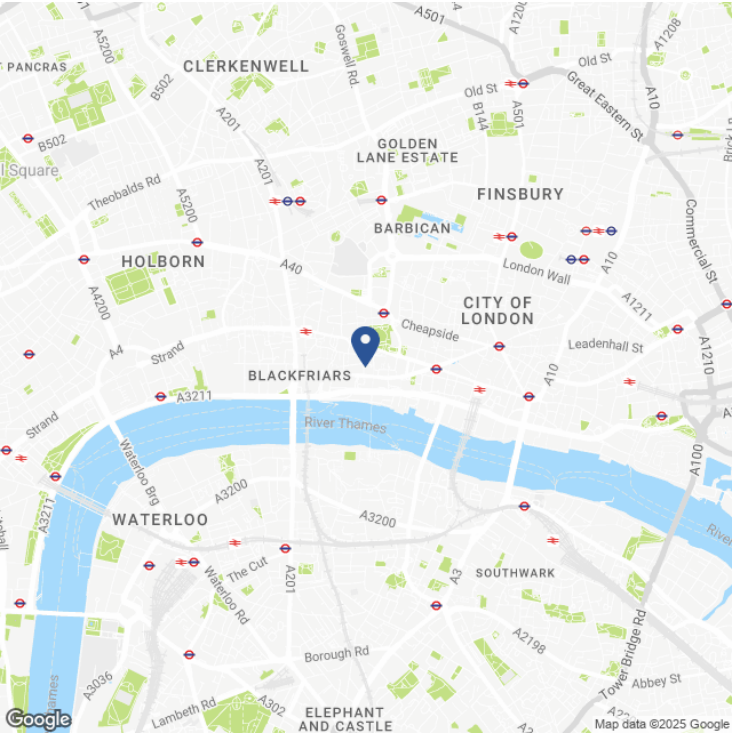 A501
A1200
A1208
A5200
Goswell Rd.
PANCRAS
CLERKENWELL
Old St
B502
A10
Old St
Great Eastern St
A201
B144
A501
B502
GOLDEN
LANE ESTATE
A201
l Square
Theobalds Rd
A5200
FINSBURY
BARBICAN
Commercial St
HOLBORN
A40
London Wall
A10
A4200
A1211
CITY OF
LONDON
Cheapside
A4
Strand
Leadenhall St
A1210
BLACKFRIARS
A10
A3211
Strand
River Thames
Waterloo Brg
A100
A3200
A3211
WATERLOO
A3200
River
The Cut
A201
A3
SOUTHWARK
Waterloo Rd
Tower Bridge Rd
A2198
Borough Rd
A3036
Abbey St
Lambeth Rd
A302
ELEPHANT
AND CASTLE
hames
Google
Map data ©2025 Google